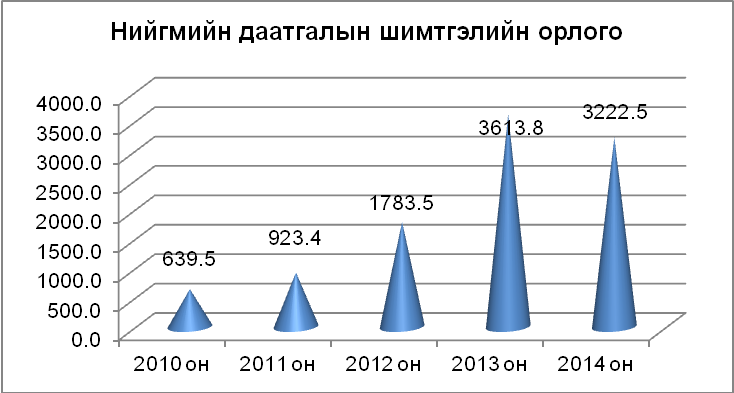 Нийгмийн даатгалын шимтгэлийн орлого
4000.0
3500.0
3000.0
2500.0
2000.0
1500.0
1000.0
500.0
0.0
639.5
923.4
1783.5
3613.8
3222.5
2010 он
2011 он
2012 он
2013 он
2014 он